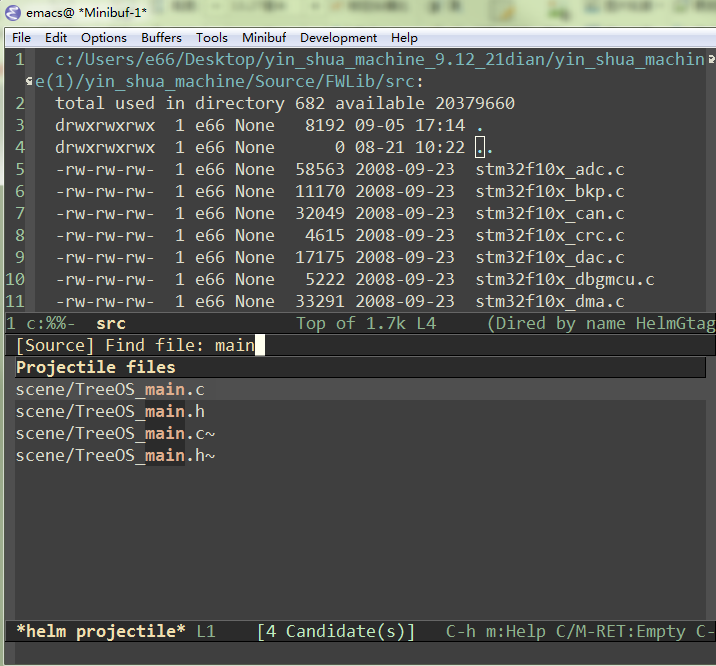 emacs@ *Minibuf-1*
File Edit Options Buffers Tools Minibuf Development Help
1 c:/Users/e66/Desktop/yin_shua_machine_9.12_21dian/yin_shua_machin
e(1)/yin_shua_machine/Source/FWLib/src:
2 total used in directory 682 available 20379660
3 drwxrwxrwx 1 e66 None 8192 09-05 17:14 .
4 drwxrwxrwx 1 e66 None 0 08-21 10:22 ..
5 -rw-rw-rw- 1 e66 None 58563 2008-09-23 stm32f10x_adc.c
6 -rw-rw-rw- 1 e66 None 11170 2008-09-23 stm32f10x_bkp.c
7 -rw-rw-rw- 1 e66 None 32049 2008-09-23 stm32f10x_can.c
8 -rw-rw-rw- 1 e66 None 4615 2008-09-23 stm32f10x_crc.c
9 -rw-rw-rw- 1 e66 None 17175 2008-09-23 stm32f10x_dac.c
10 -rw-rw-rw- 1 e66 None 5222 2008-09-23 stm32f10x_dbgmcu.c
11 -rw-rw-rw- 1 e66 None 33291 2008-09-23 stm32f10x_dma.c
1 c:%%- src Top of 1.7k L4 (Dired by name HelmGtag
[Source] Find file: main
Projectile files
scene/TreeOS_main.c
scene/TreeOS_main.h
scene/TreeOS_main.c~
scene/TreeOS_main.h~
*helm projectile* L1 [4 Candidate(s)] C-h m:Help C/M-RET:Empty C-